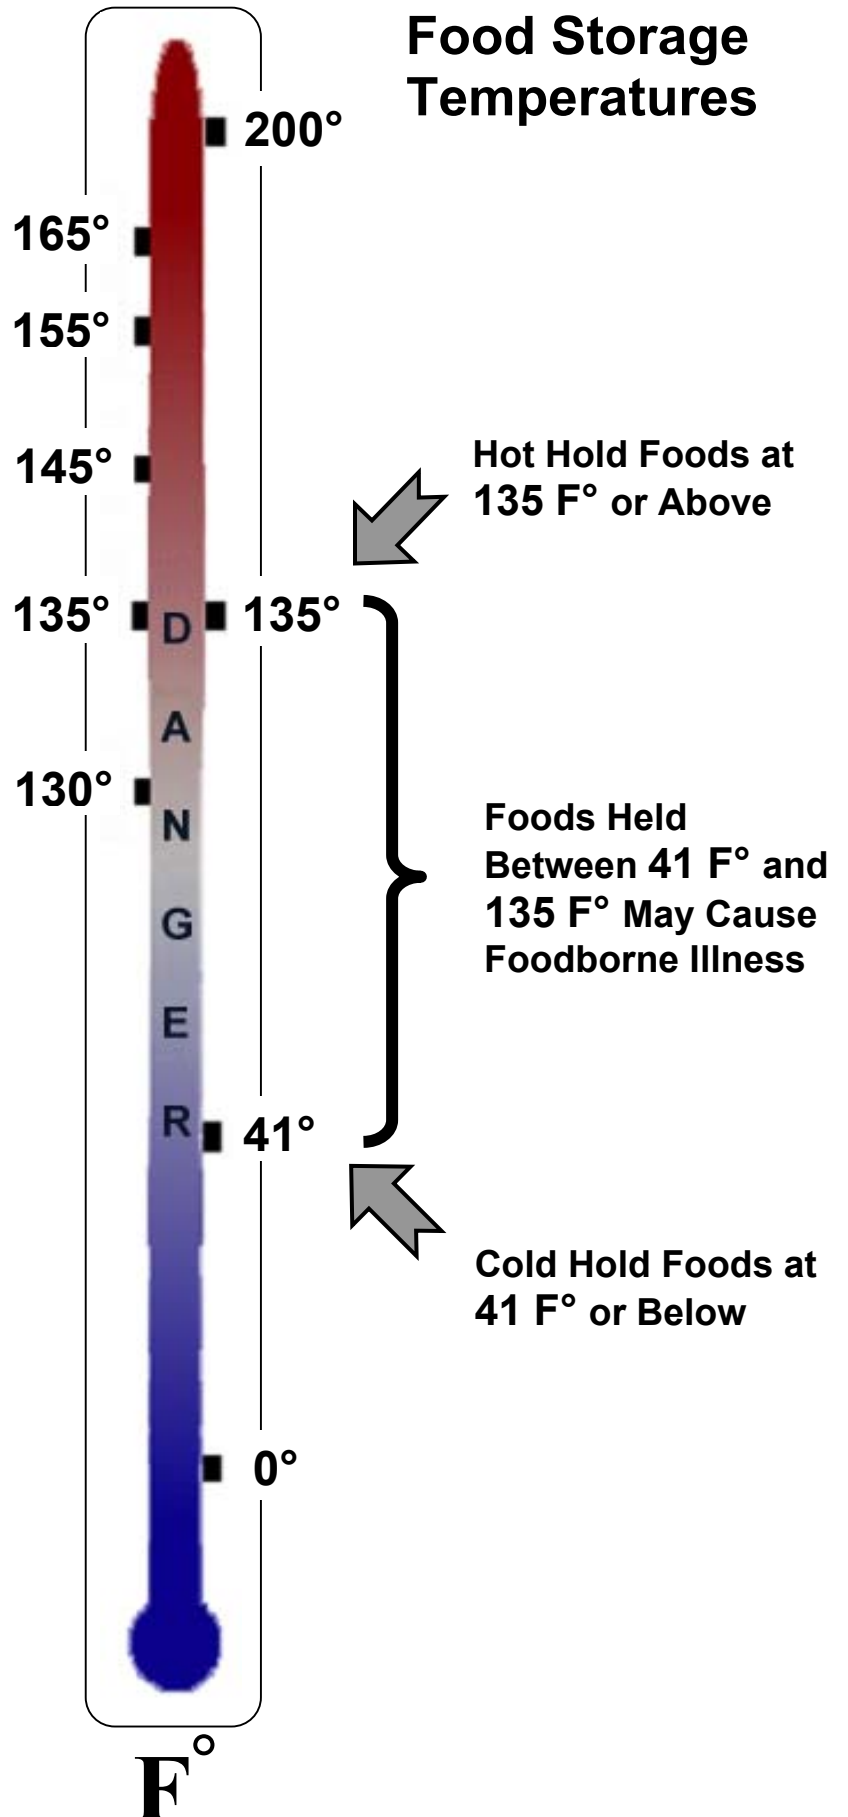 Food Storage
Temperatures
200°
165°
155°
145°
Hot Hold Foods at
135 F° or Above
135°
135°
D
A
N
G
E
R
130°
Foods Held
Between 41 F° and
135 F° May Cause
Foodborne Illness
41°
Cold Hold Foods at
41 F° or Below
0°
F°